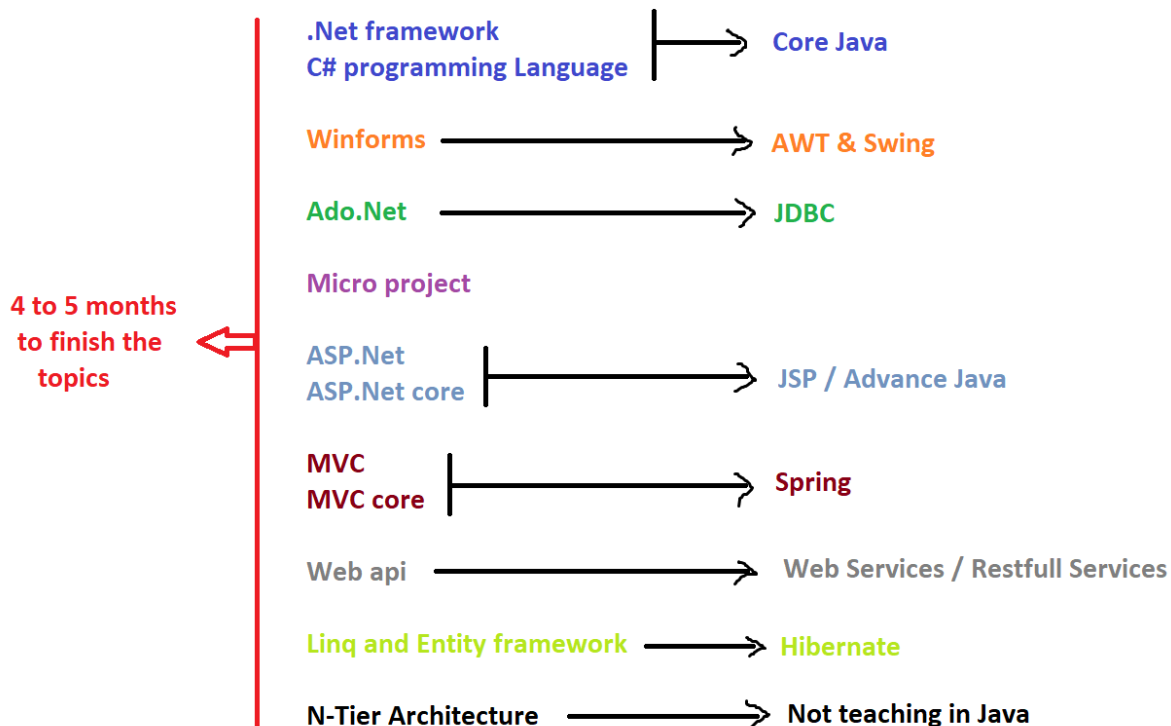 .Net framework
C# programming Language
Core Java
Winforms
AWT & Swing
Ado.Net
JDBC
Micro project
4 to 5 months
to finish the
topics
ASP.Net
ASP.Net core
JSP / Advance Java
MVC
MVC core
Spring
Web api
Web Services / Restfull Services
Linq and Entity framework
Hibernate
N-Tier Architecture
Not teaching in Java